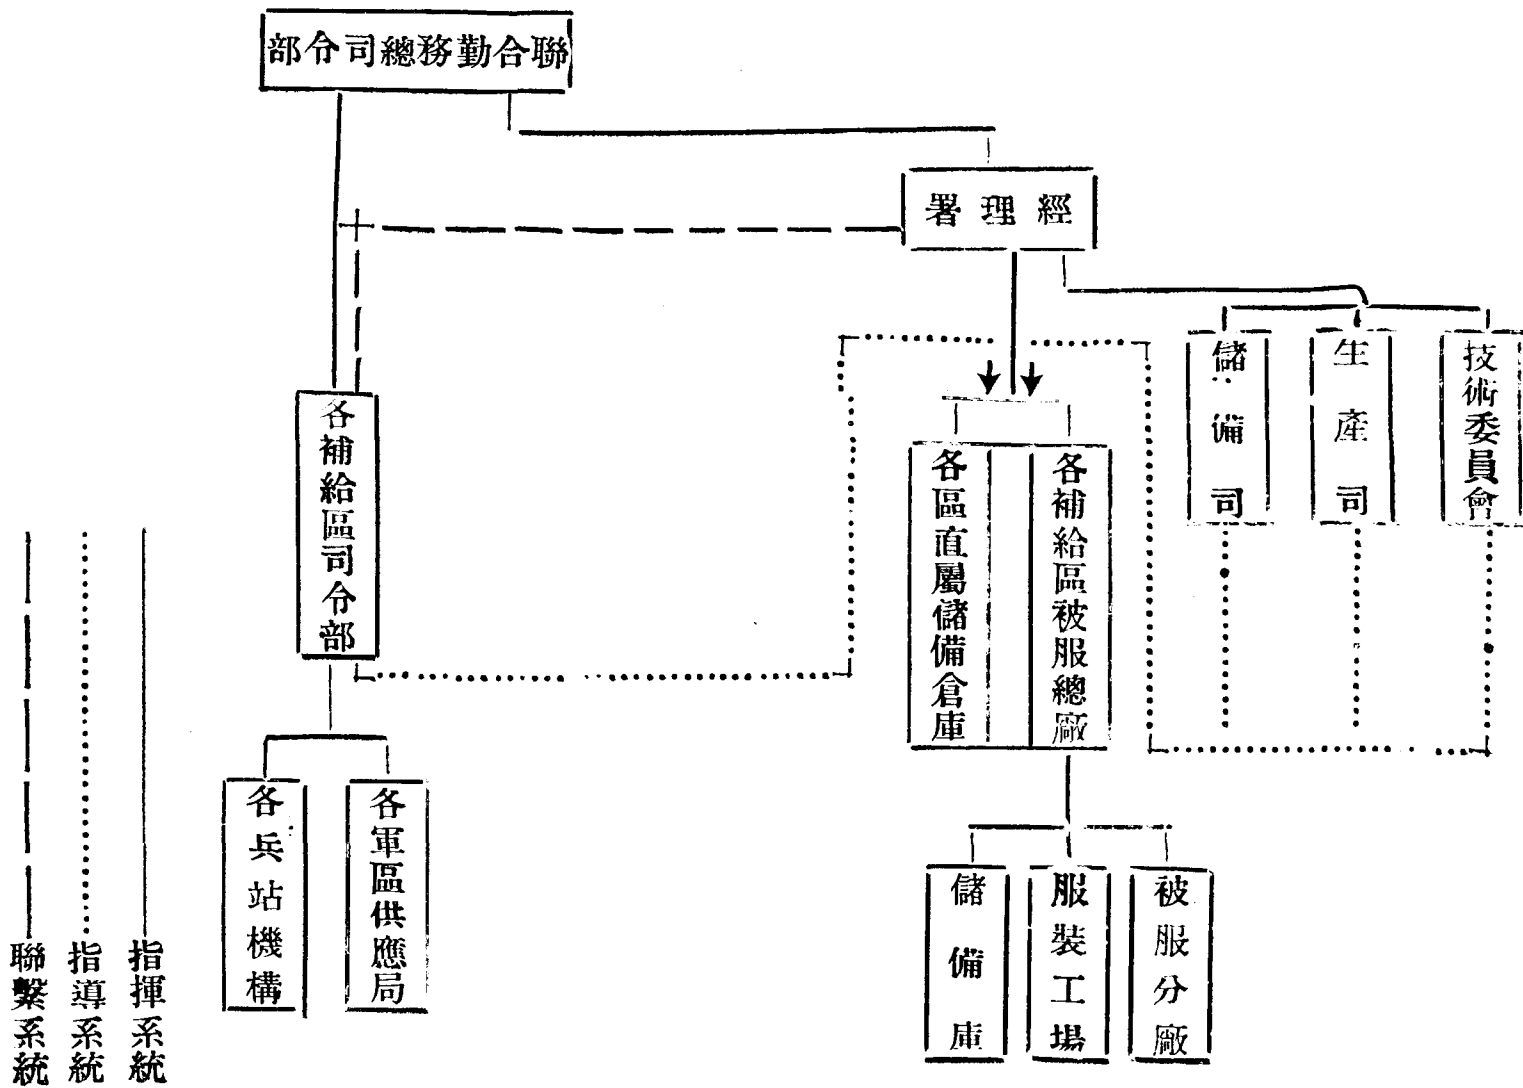 聯合勤務總司令部
經理署
技術委員會
生產司
儲備司
各補給區司令部
各補給區被服總廠
各區直屬儲備倉庫
各軍區供應局
各兵站機構
被服分廠
服裝工場
儲備庫
指揮系統
指導系統
聯繫系統